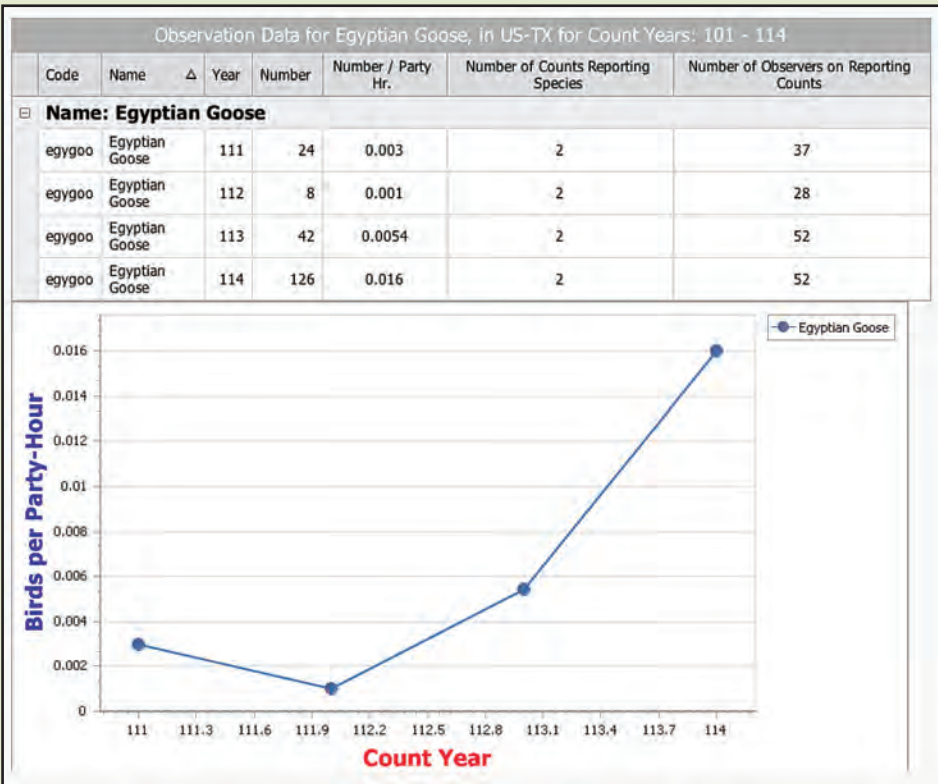 Observation Data for Egyptian Goose, in US-TX for Count Years: 101 - 114
Code Name △ Year Number Number / Party Hr. Number of Counts Reporting Species Number of Observers on Reporting Counts
Name: Egyptian Goose
egygoo Egyptian Goose 111 24 0.003 2 37
egygoo Egyptian Goose 112 8 0.001 2 28
egygoo Egyptian Goose 113 42 0.0054 2 52
egygoo Egyptian Goose 114 126 0.016 2 52
Egyptian Goose
Birds per Party-Hour
0.016
0.014
0.012
0.01
0.008
0.006
0.004
0.002
0
111 111.3 111.6 111.9 112.2 112.5 112.8 113.1 113.4 113.7 114
Count Year